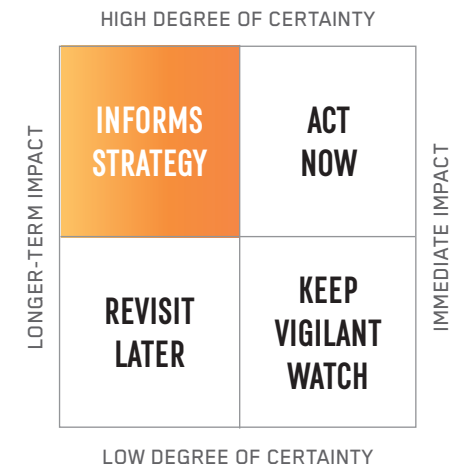 HIGH DEGREE OF CERTAINTY
LONGER-TERM IMPACT
INFORMS
STRATEGY
ACT
NOW
IMMEDIATE IMPACT
REVISIT
LATER
KEEP
VIGILANT
WATCH
LOW DEGREE OF CERTAINTY